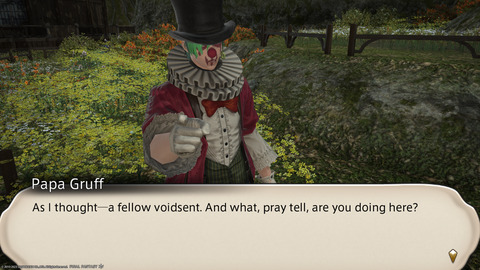 Papa Gruff
As I thought—a fellow voidsent. And what, pray tell, are you doing here?